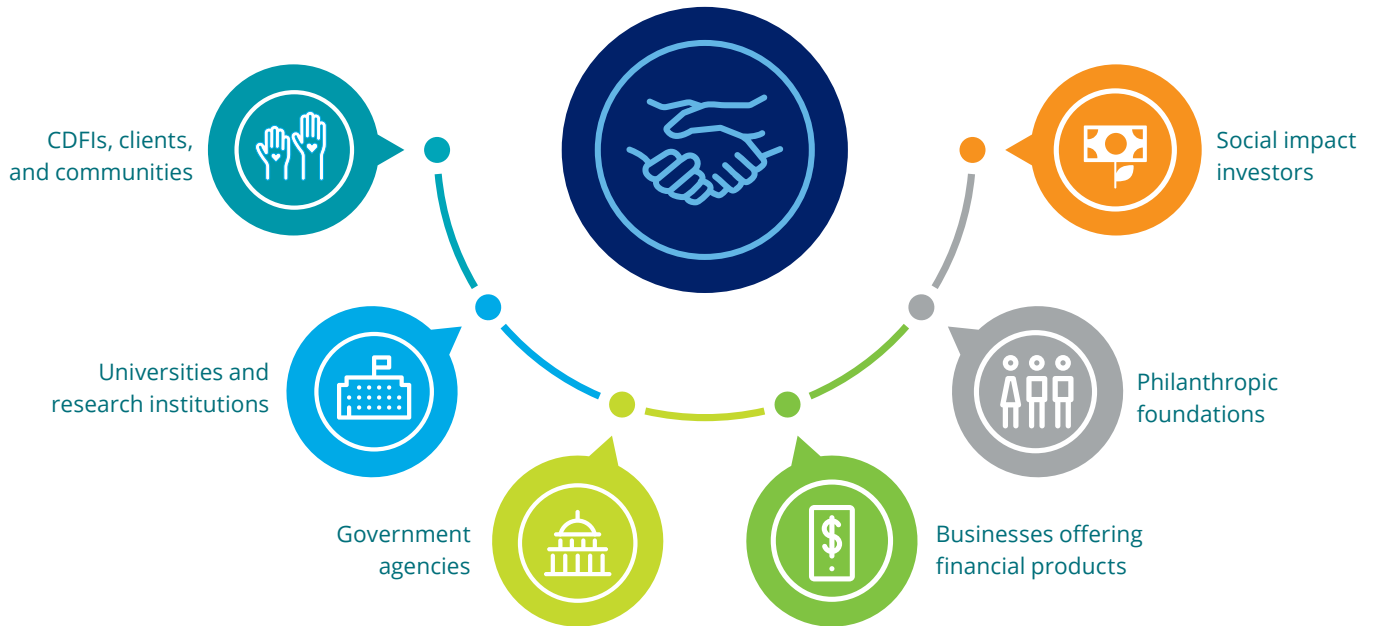 CDFIs, clients,
and communities
Universities and
research institutions
Government
agencies
Businesses offering
financial products
Philanthropic
foundations
Social impact
investors
$